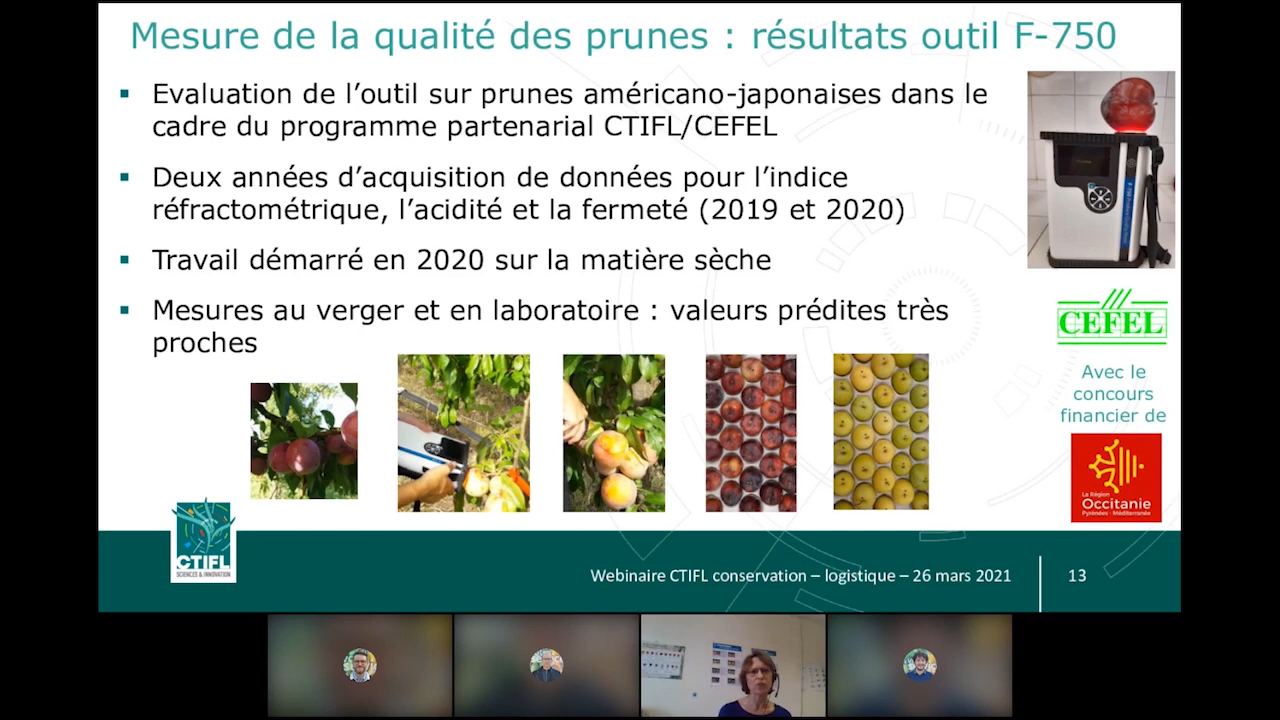 Mesure de la qualité des prunes : résultats outil F-750
Evaluation de l'outil sur prunes américano-japonaises dans le
cadre du programme partenarial CTIFL/CEFEL
Deux années d'acquisition de données pour l'indice
réfractométrique, l'acidité et la fermeté (2019 et 2020)
Travail démarré en 2020 sur la matière sèche
Mesures au verger et en laboratoire : valeurs prédites très
proches
CEFEL
Avec le
concours
financier de
La Région
Occitanie
Pyrénées - Méditerranée
CTIFL
SCIENCES & INNOVATION
Webinaire CTIFL conservation – logistique – 26 mars 2021
13